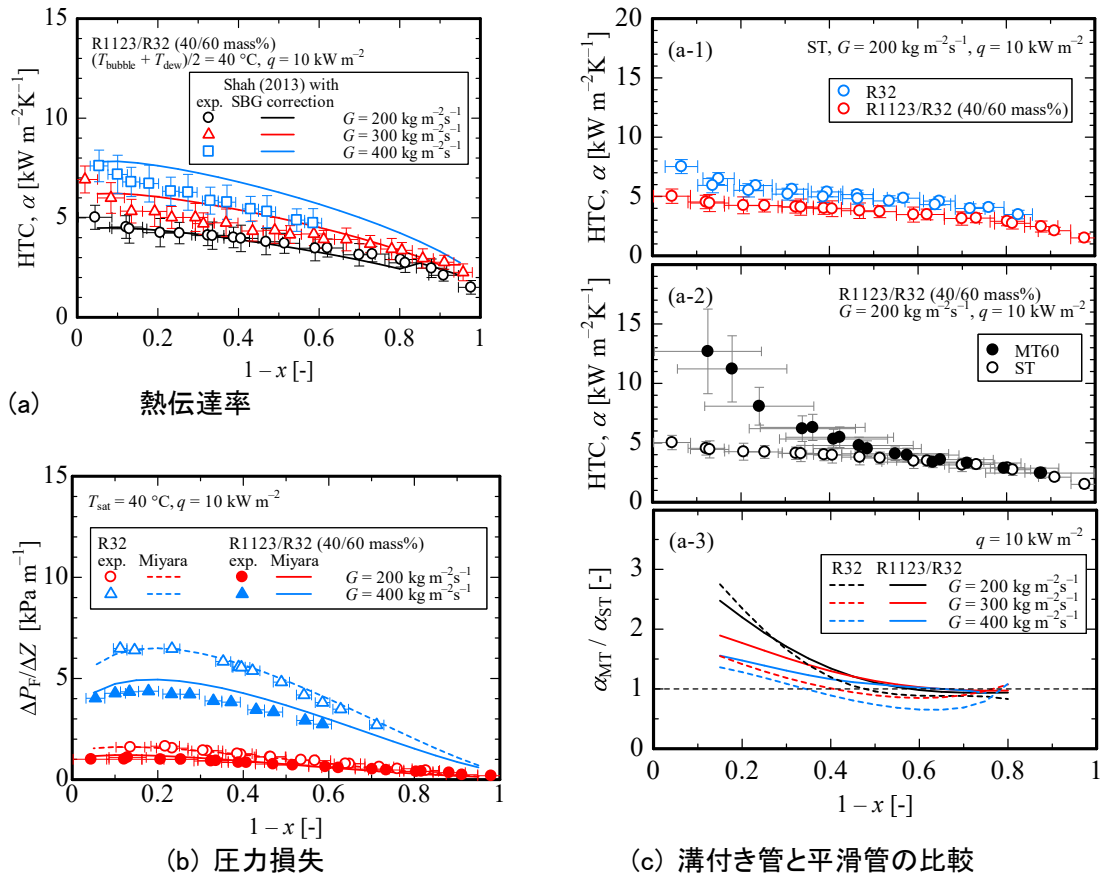 15
10
5
0
HTC, α [kW m⁻²K⁻¹]
R1123/R32 (40/60 mass%)
(T_bubble + T_dew)/2 = 40 °C, q = 10 kW m⁻²
Shah (2013) with
exp. SBG correction
G = 200 kg m⁻²s⁻¹
G = 300 kg m⁻²s⁻¹
G = 400 kg m⁻²s⁻¹
0 0.2 0.4 0.6 0.8 1
1 – x [-]
(a) 熱伝達率
15
10
5
0
ΔP_F/ΔZ [kPa m⁻¹]
T_sat = 40 °C, q = 10 kW m⁻²
R32 R1123/R32 (40/60 mass%)
exp. Miyara exp. Miyara
G = 200 kg m⁻²s⁻¹
G = 400 kg m⁻²s⁻¹
0 0.2 0.4 0.6 0.8 1
1 – x [-]
(b) 圧力損失
20
15
10
5
0
HTC, α [kW m⁻²K⁻¹]
(a-1) ST, G = 200 kg m⁻²s⁻¹, q = 10 kW m⁻²
R32
R1123/R32 (40/60 mass%)
15
10
5
0
HTC, α [kW m⁻²K⁻¹]
(a-2) R1123/R32 (40/60 mass%)
G = 200 kg m⁻²s⁻¹, q = 10 kW m⁻²
MT60
ST
3
2
1
0
α_MT / α_ST [-]
(a-3) q = 10 kW m⁻²
R32 R1123/R32
G = 200 kg m⁻²s⁻¹
G = 300 kg m⁻²s⁻¹
G = 400 kg m⁻²s⁻¹
0 0.2 0.4 0.6 0.8 1
1 – x [-]
(c) 溝付き管と平滑管の比較